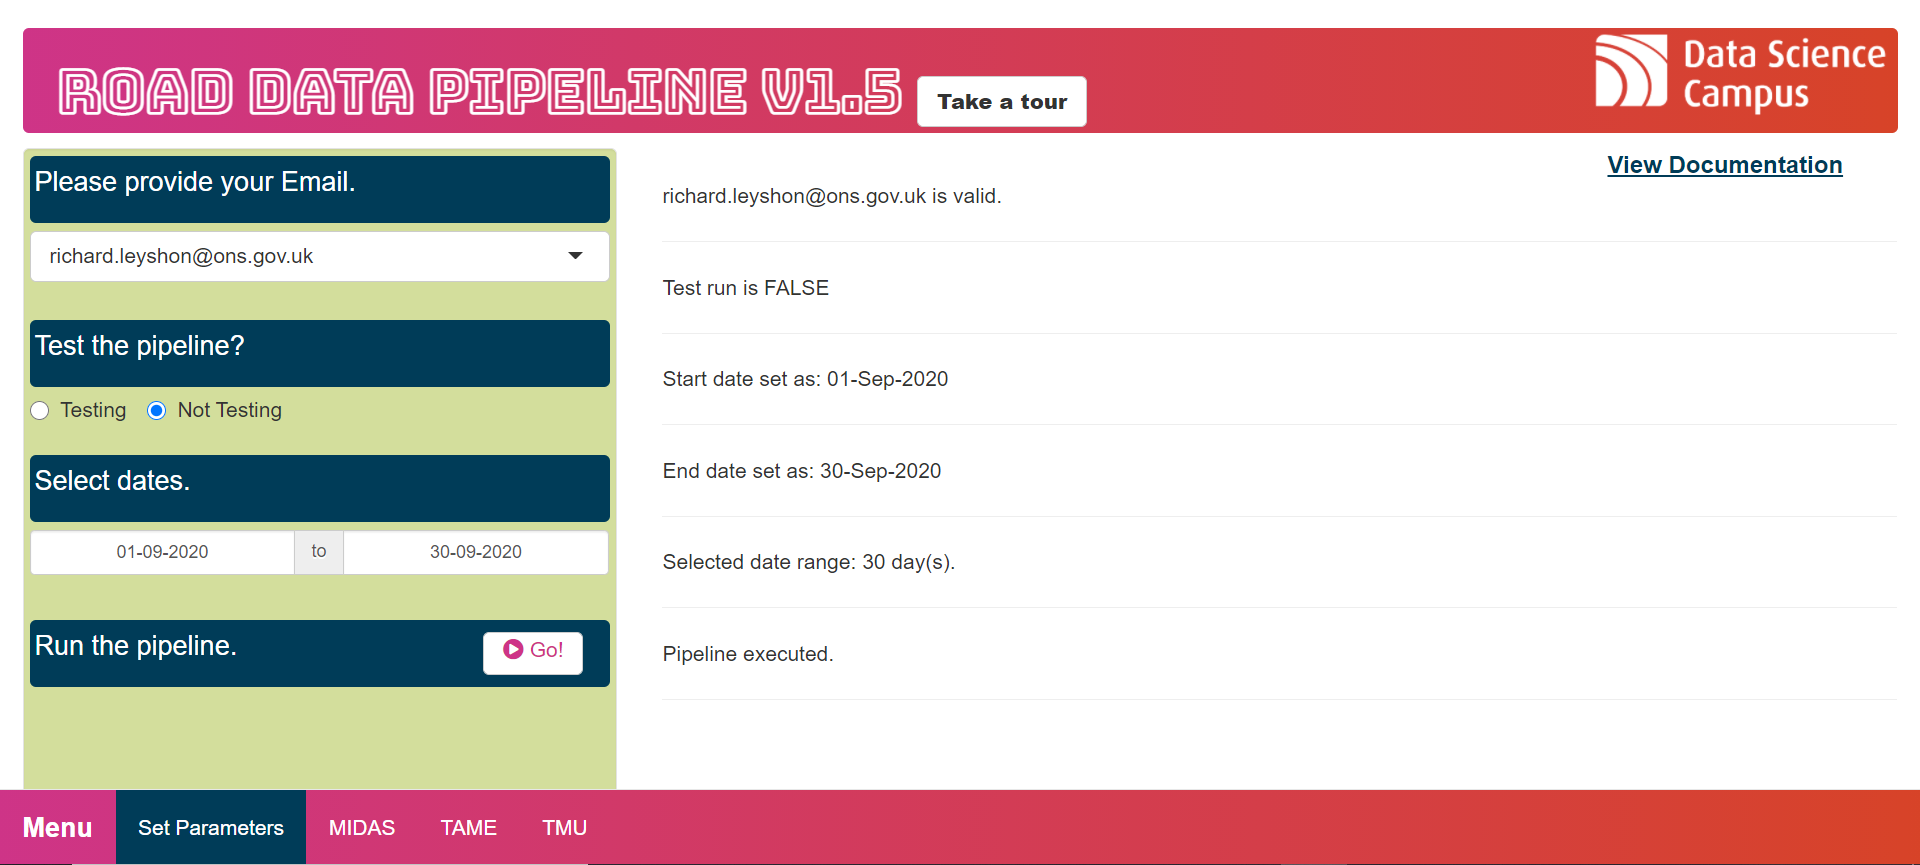 ROAD DATA PIPELINE V1.5
Take a tour
Data Science
Campus
Please provide your Email.
richard.leyshon@ons.gov.uk
Test the pipeline?
Testing Not Testing
Select dates.
01-09-2020 to 30-09-2020
Run the pipeline.
Go!
View Documentation
richard.leyshon@ons.gov.uk is valid.
Test run is FALSE
Start date set as: 01-Sep-2020
End date set as: 30-Sep-2020
Selected date range: 30 day(s).
Pipeline executed.
Menu Set Parameters MIDAS TAME TMU